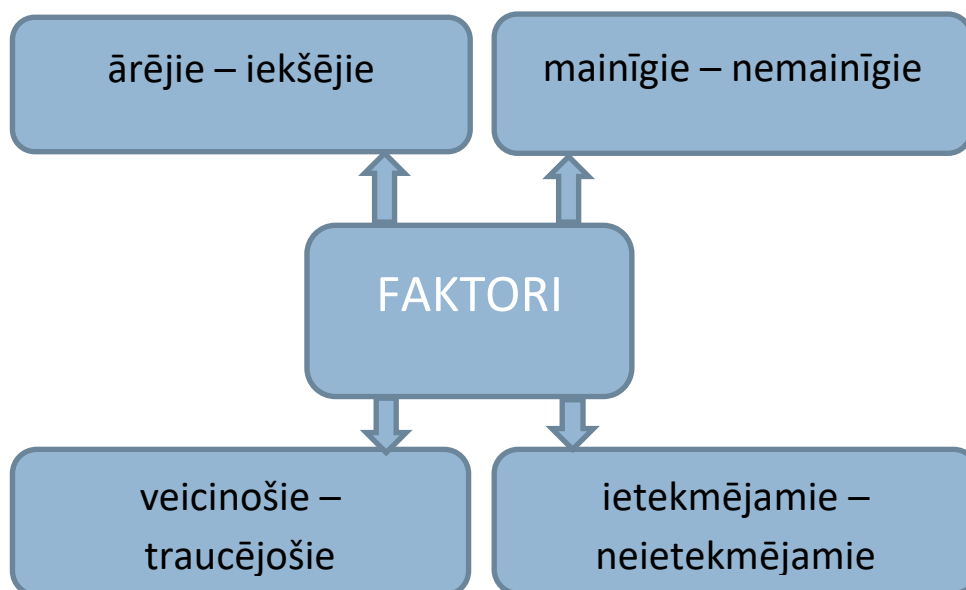 ārējie – iekšējie
mainīgie – nemainīgie
FAKTORI
veicinošie –
traucējošie
ietekmējamie –
neietekmējamie